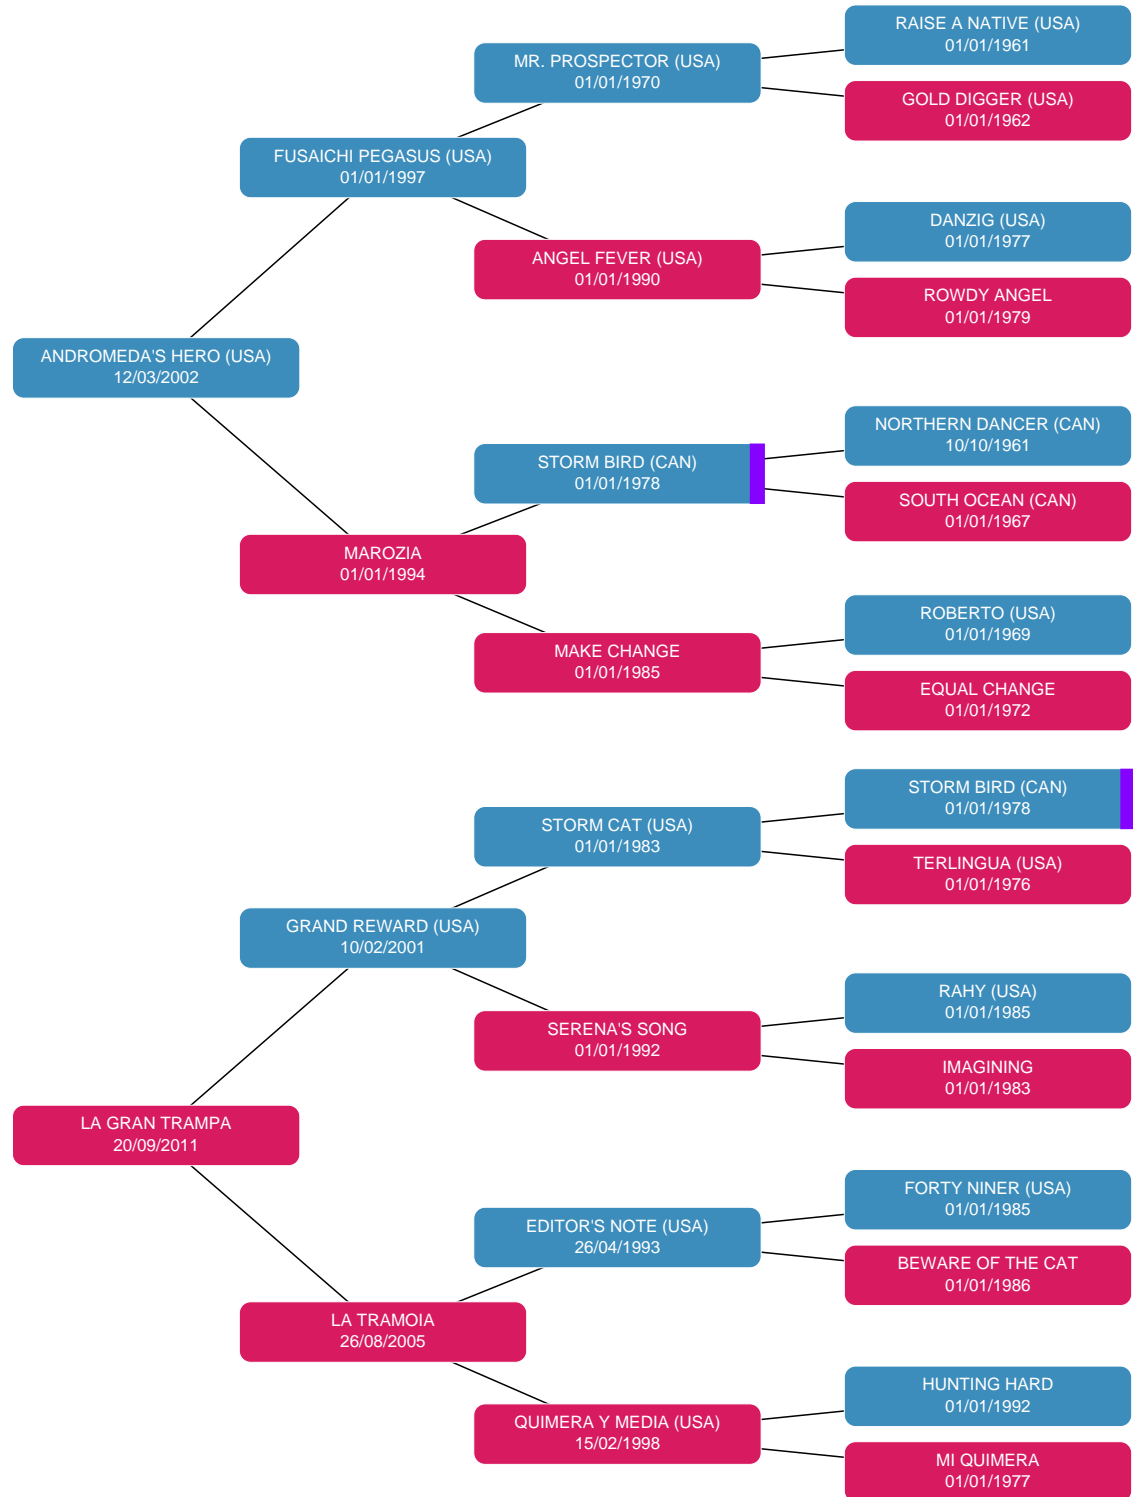 RAISE A NATIVE (USA)
01/01/1961
MR. PROSPECTOR (USA)
01/01/1970
GOLD DIGGER (USA)
01/01/1962
FUSAICHI PEGASUS (USA)
01/01/1997
DANZIG (USA)
01/01/1977
ANGEL FEVER (USA)
01/01/1990
ROWDY ANGEL
01/01/1979
ANDROMEDA'S HERO (USA)
12/03/2002
NORTHERN DANCER (CAN)
10/10/1961
STORM BIRD (CAN)
01/01/1978
SOUTH OCEAN (CAN)
01/01/1967
MAROZIA
01/01/1994
ROBERTO (USA)
01/01/1969
MAKE CHANGE
01/01/1985
EQUAL CHANGE
01/01/1972
STORM BIRD (CAN)
01/01/1978
STORM CAT (USA)
01/01/1983
TERLINGUA (USA)
01/01/1976
GRAND REWARD (USA)
10/02/2001
RAHY (USA)
01/01/1985
SERENA'S SONG
01/01/1992
IMAGINING
01/01/1983
LA GRAN TRAMPA
20/09/2011
FORTY NINER (USA)
01/01/1985
EDITOR'S NOTE (USA)
26/04/1993
BEWARE OF THE CAT
01/01/1986
LA TRAMOIA
26/08/2005
HUNTING HARD
01/01/1992
QUIMERA Y MEDIA (USA)
15/02/1998
MI QUIMERA
01/01/1977